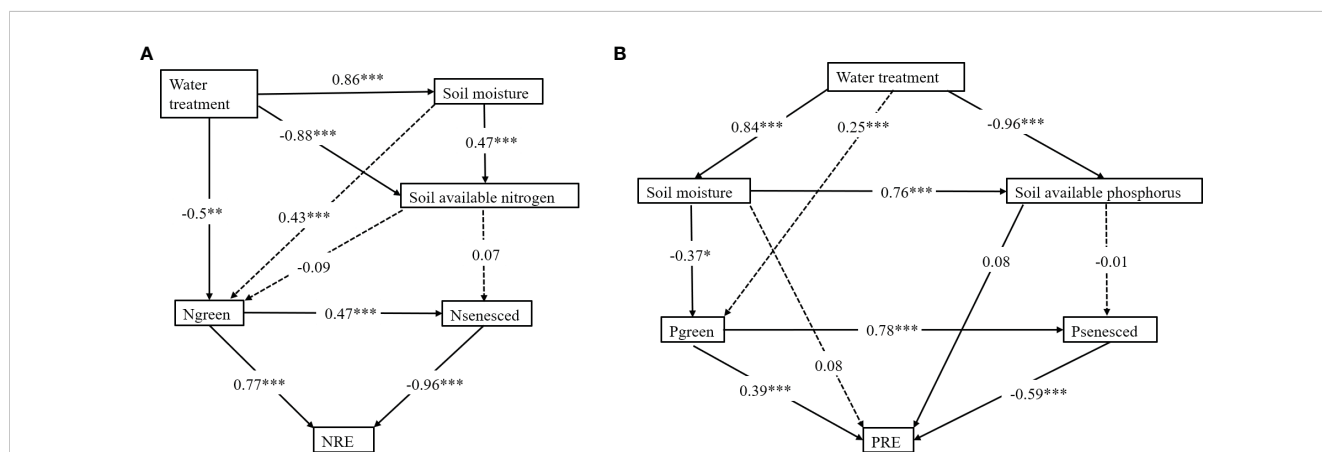 A
Water
treatment
0.86***
Soil moisture
-0.88***
0.47***
Soil available nitrogen
-0.5**
0.43***
-0.09
0.07
Ngreen
0.47***
Nsenesced
0.77***
-0.96***
NRE
B
Water treatment
0.84***
0.25***
-0.96***
Soil moisture
0.76***
Soil available phosphorus
-0.37*
0.08
-0.01
Pgreen
0.78***
Psenesced
0.39***
0.08
-0.59***
PRE